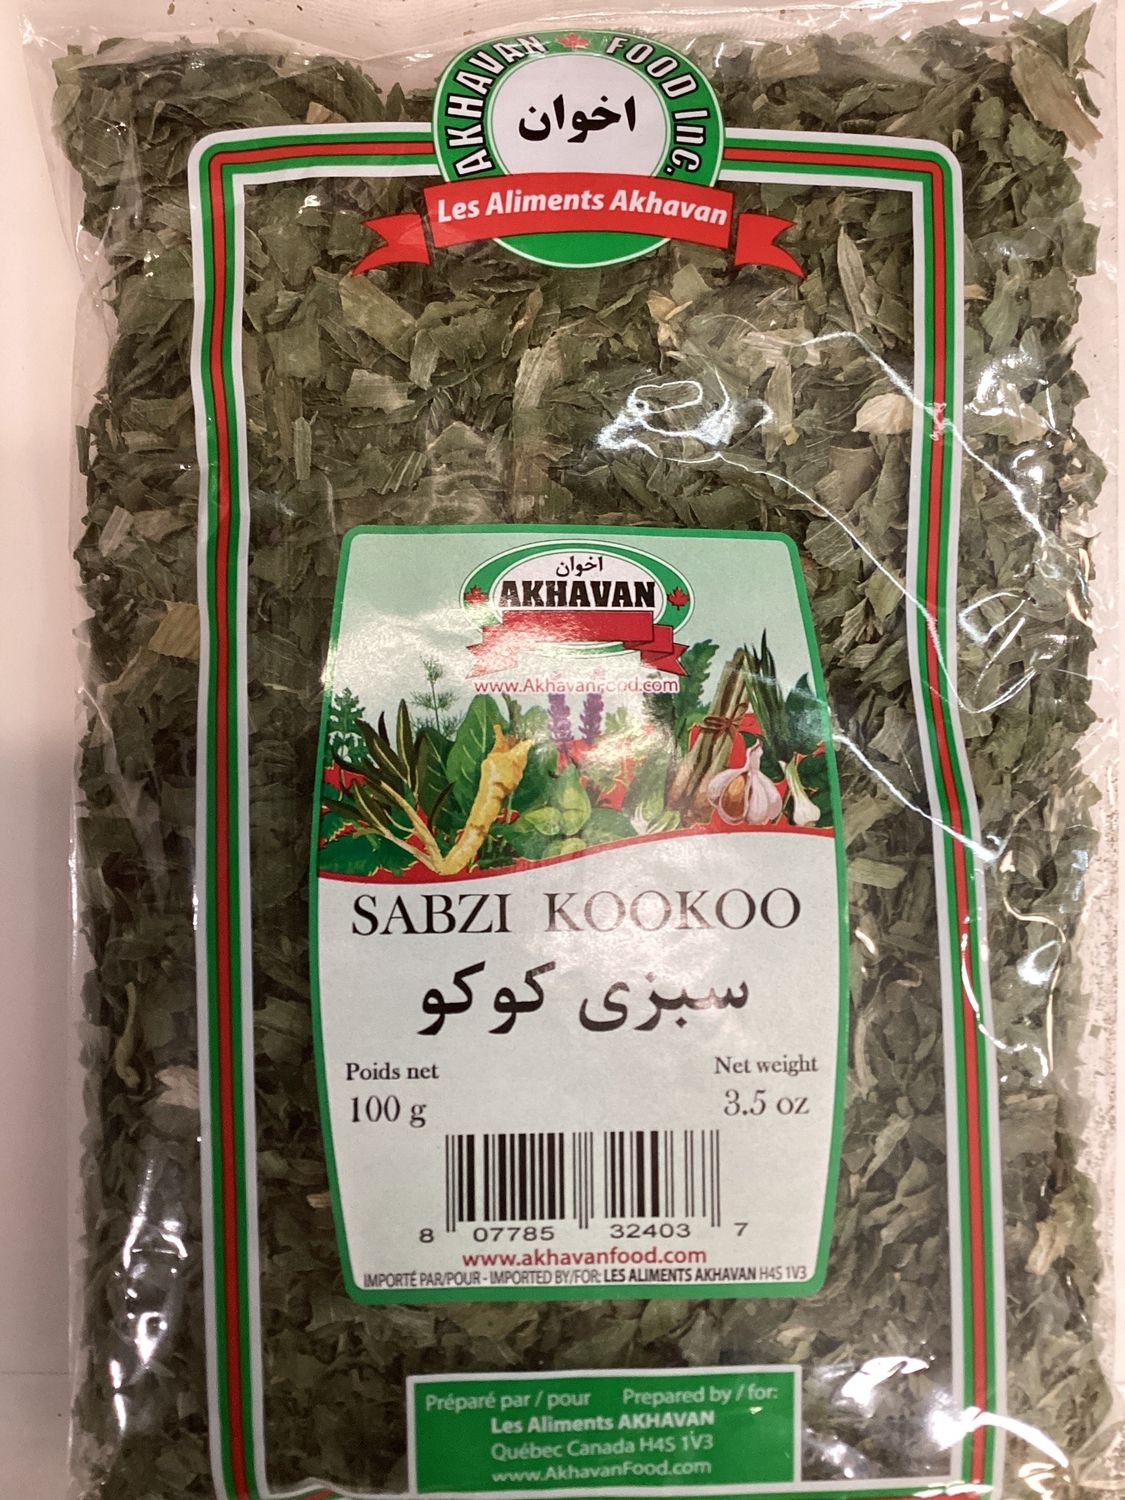 AKHAVAN FOOD Inc.
اخوان
Les Aliments Akhavan
اخوان
AKHAVAN
www.AkhavanFood.com
SABZI KOOKOO
سبزی کوکو
Poids net Net weight
100 g 3.5 oz
8 07785 32403 7
www.akhavanfood.com
IMPORTÉ PAR/POUR - IMPORTED BY/FOR: LES ALIMENTS AKHAVAN H4S 1V3
Préparé par / pour Prepared by / for:
Les Aliments AKHAVAN
Québec Canada H4S 1V3
www.AkhavanFood.com